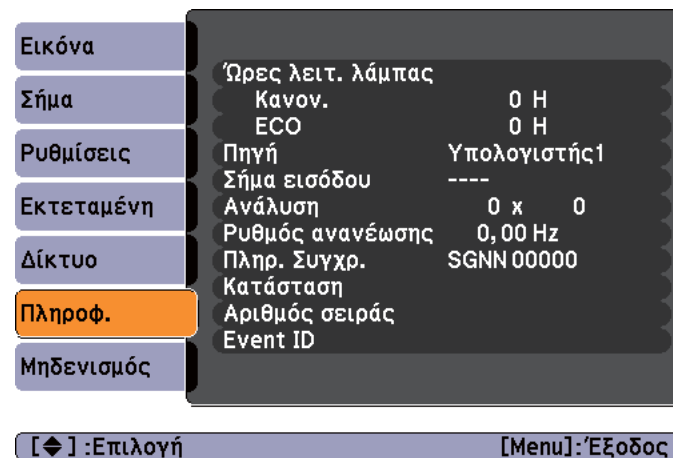 Εικόνα
Σήμα
Ρυθμίσεις
Εκτεταμένη
Δίκτυο
Πληροφ.
Μηδενισμός
Ώρες λειτ. λάμπας
Κανον. 0 H
ECO 0 H
Πηγή Υπολογιστής1
Σήμα εισόδου ----
Ανάλυση 0 x 0
Ρυθμός ανανέωσης 0,00 Hz
Πληρ. Συγχρ. SGNN 00000
Κατάσταση
Αριθμός σειράς
Event ID
[◆] :Επιλογή [Menu]:Έξοδος